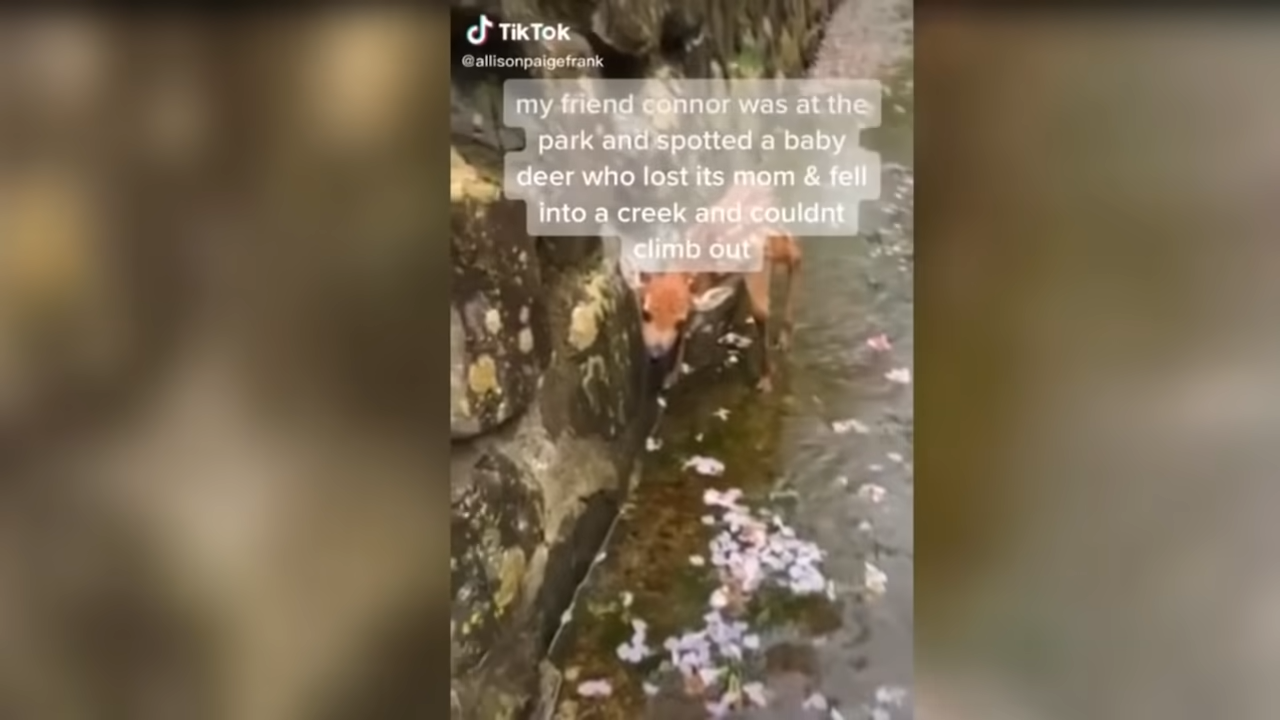 TikTok
@allisonpaigefrank
my friend connor was at the
park and spotted a baby
deer who lost its mom & fell
into a creek and couldnt
climb out